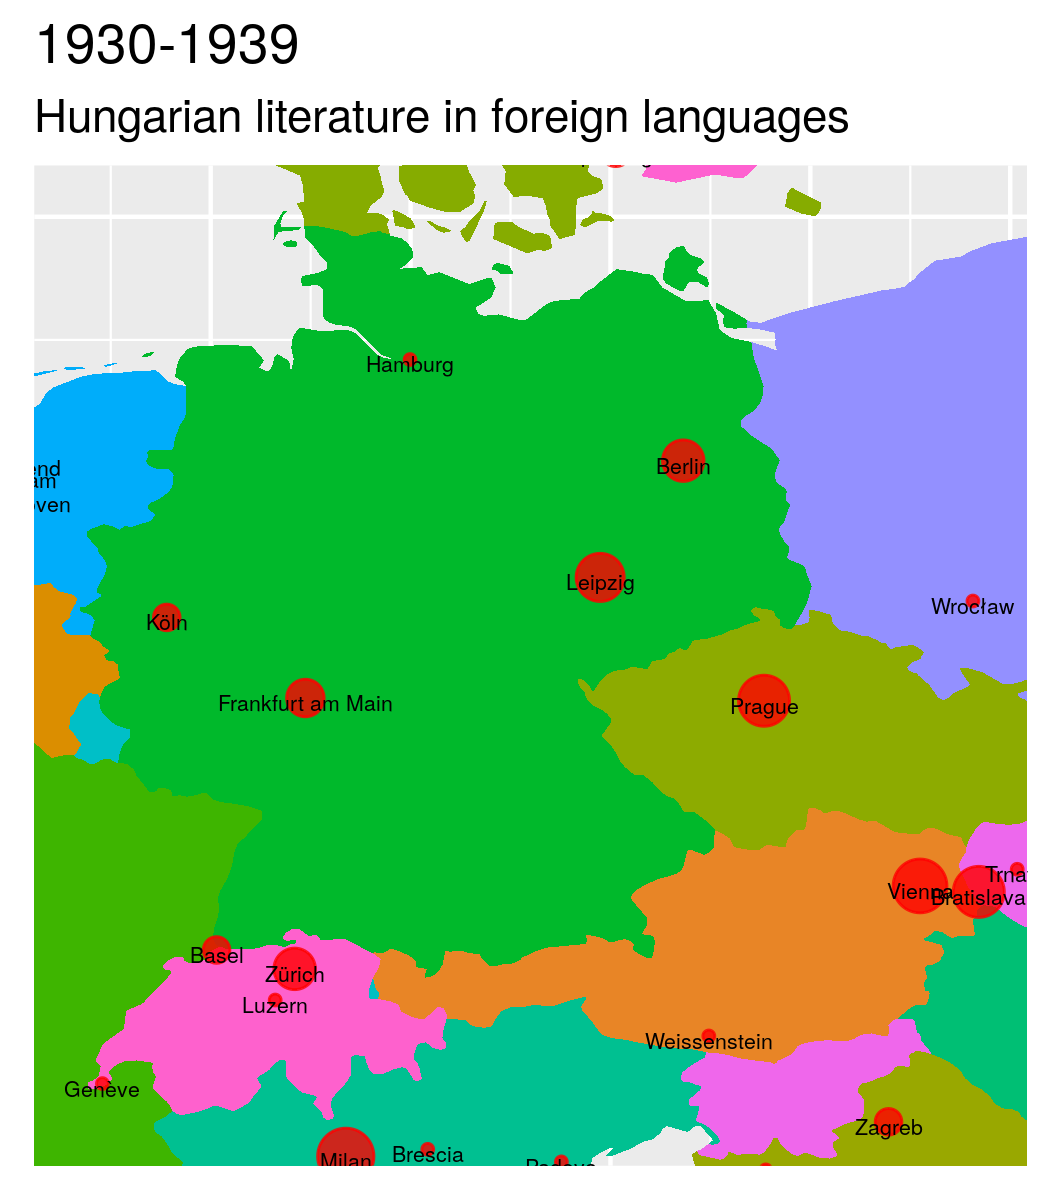 1930-1939
Hungarian literature in foreign languages
Hamburg
Berlin
end
am
oven
Leipzig
Wrocław
Köln
Frankfurt am Main
Prague
Trna
Vienna
Bratislava
Basel
Zürich
Luzern
Weissenstein
Genève
Zagreb
Brescia
Milan
Padova